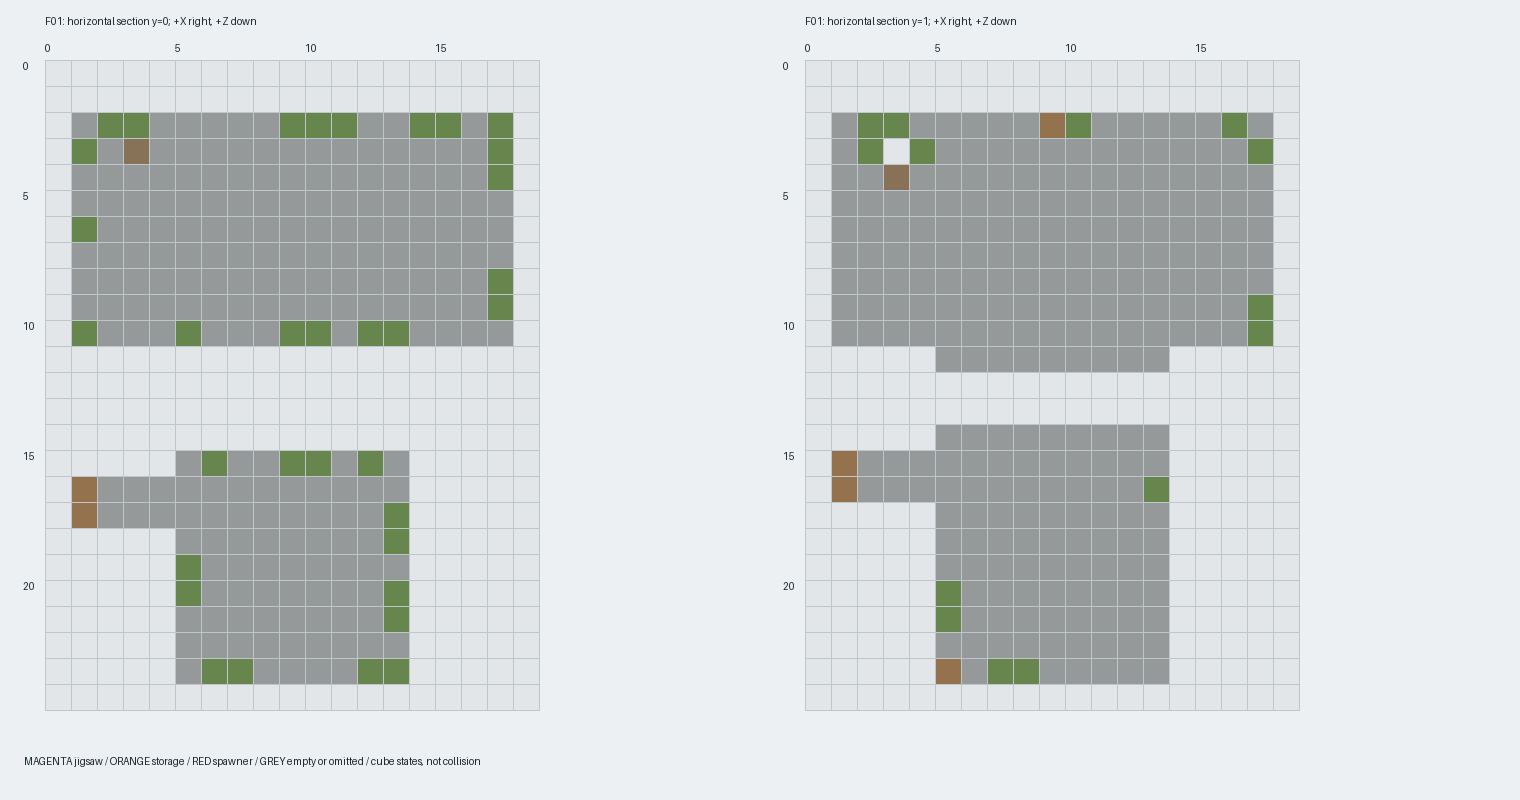 F01: horizontal section y=0; +X right, +Z down
F01: horizontal section y=1; +X right, +Z down
0 5 10 15
0 5 10 15
0
0
5
5
10
10
15
15
20
20
MAGENTA jigsaw / ORANGE storage / RED spawner / GREY empty or omitted / cube states, not collision